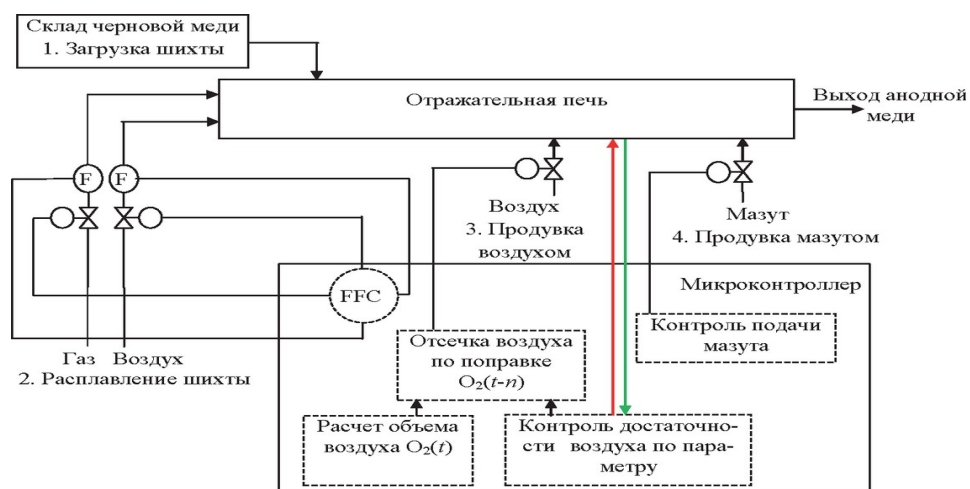 Склад черновой меди
1. Загрузка шихты
Отражательная печь
Выход анодной
меди
F
F
Воздух
3. Продувка
воздухом
Мазут
4. Продувка мазутом
Микроконтроллер
FFC
Газ
Воздух
2. Расплавление шихты
Отсечка воздуха
по поправке
O₂(t-n)
Контроль подачи
мазута
Расчет объема
воздуха O₂(t)
Контроль достаточно-
сти воздуха по пара-
метру